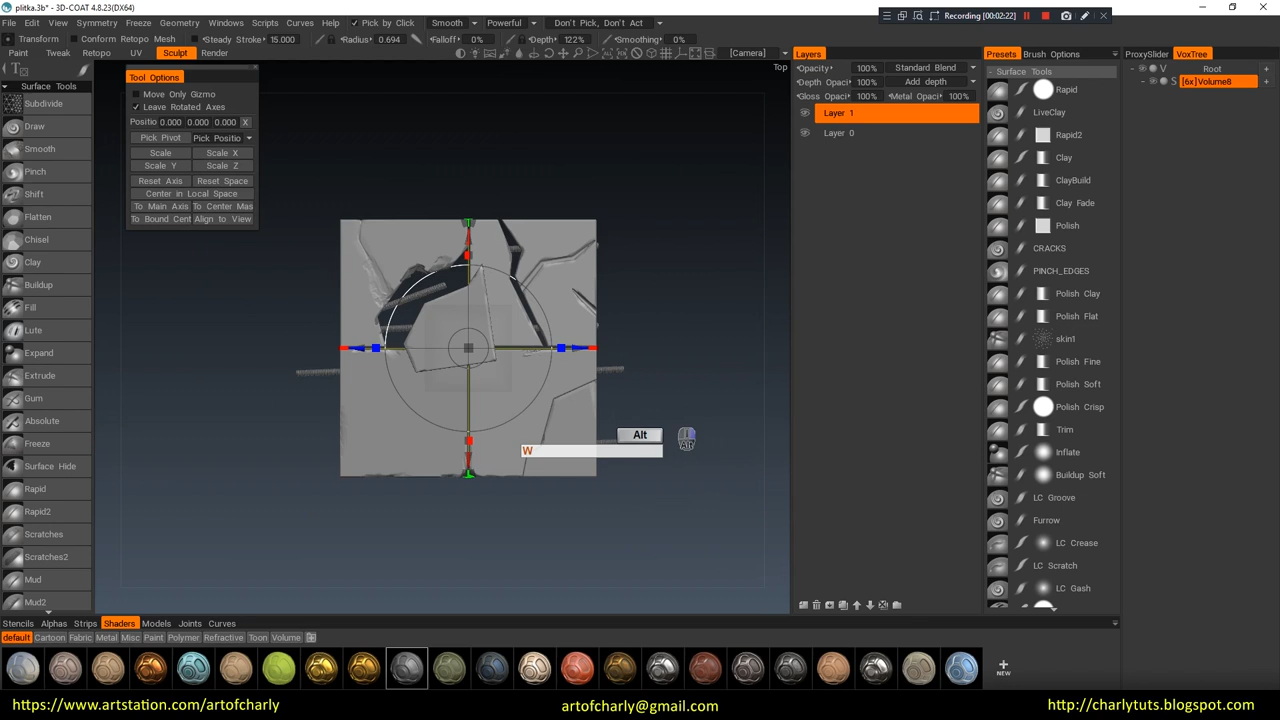 plitka.3b* - 3D-COAT 4.8.23(DX64)
Recording [00:02:22]
File Edit View Symmetry Freeze Geometry Windows Scripts Curves Help Pick by Click Smooth Powerful Don't Pick, Don't Act
Transform Conform Retopo Mesh Steady Stroke 15.000 Radius 0.694 Falloff 0% Depth 122% Smoothing 0%
Paint Tweak Retopo UV Sculpt Render [Camera]
Layers
Presets Brush Options
ProxySlider VoxTree
Top
Surface Tools
Subdivide
Draw
Smooth
Pinch
Shift
Flatten
Chisel
Clay
Buildup
Fill
Lute
Expand
Extrude
Gum
Absolute
Freeze
Surface Hide
Rapid
Rapid2
Scratches
Scratches2
Mud
Mud2
Tool Options
Move Only Gizmo
Leave Rotated Axes
Positio 0.000 0.000 0.000 X
Pick Pivot Pick Positio
Scale Scale X
Scale Y Scale Z
Reset Axis Reset Space
Center in Local Space
To Main Axis To Center Mas
To Bound Cent Align to View
Alt
W
Alt
Opacity 100% Standard Blend
Depth Opaci 100% Add depth
Gloss Opaci 100% Metal Opaci 100%
Layer 1
Layer 0
Surface Tools
Rapid
LiveClay
Rapid2
Clay
ClayBuild
Clay Fade
Polish
CRACKS
PINCH_EDGES
Polish Clay
Polish Flat
skin1
Polish Fine
Polish Soft
Polish Crisp
Trim
Inflate
Buildup Soft
LC Groove
Furrow
LC Crease
LC Scratch
LC Gash
V Root +
S [6x]Volume8 +
Stencils Alphas Strips Shaders Models Joints Curves
default Cartoon Fabric Metal Misc Paint Polymer Refractive Toon Volume
NEW
https://www.artstation.com/artofcharly artofcharly@gmail.com http://charlytuts.blogspot.com